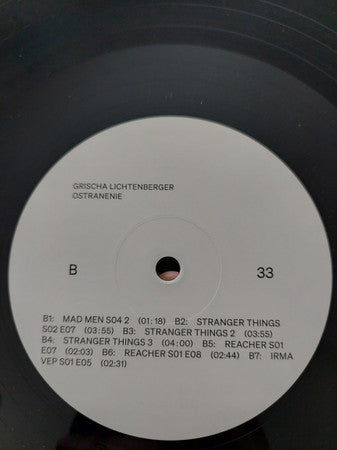 GRISCHA LICHTENBERGER
OSTRANENIE
B 33
B1: MAD MEN S04 2 (01:18) B2: STRANGER THINGS
S02 E07 (03:55) B3: STRANGER THINGS 2 (03:55)
B4: STRANGER THINGS 3 (04:00) B5: REACHER S01
E07 (02:03) B6: REACHER S01 E08 (02:44) B7: IRMA
VEP S01 E05 (02:31)